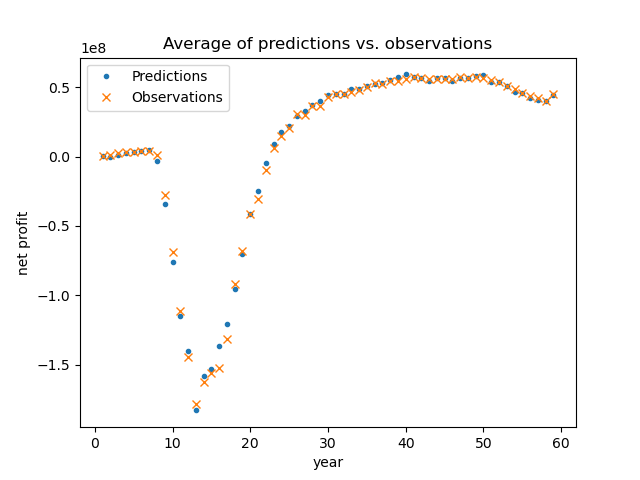 Average of predictions vs. observations
1e8
Predictions
Observations
0.5
0.0
−0.5
−1.0
−1.5
net profit
0
10
20
30
40
50
60
year